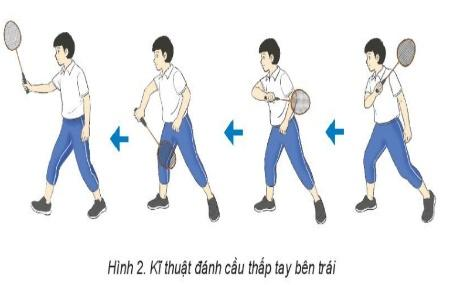 Hình 2. Kĩ thuật đánh cầu thấp tay bên trái